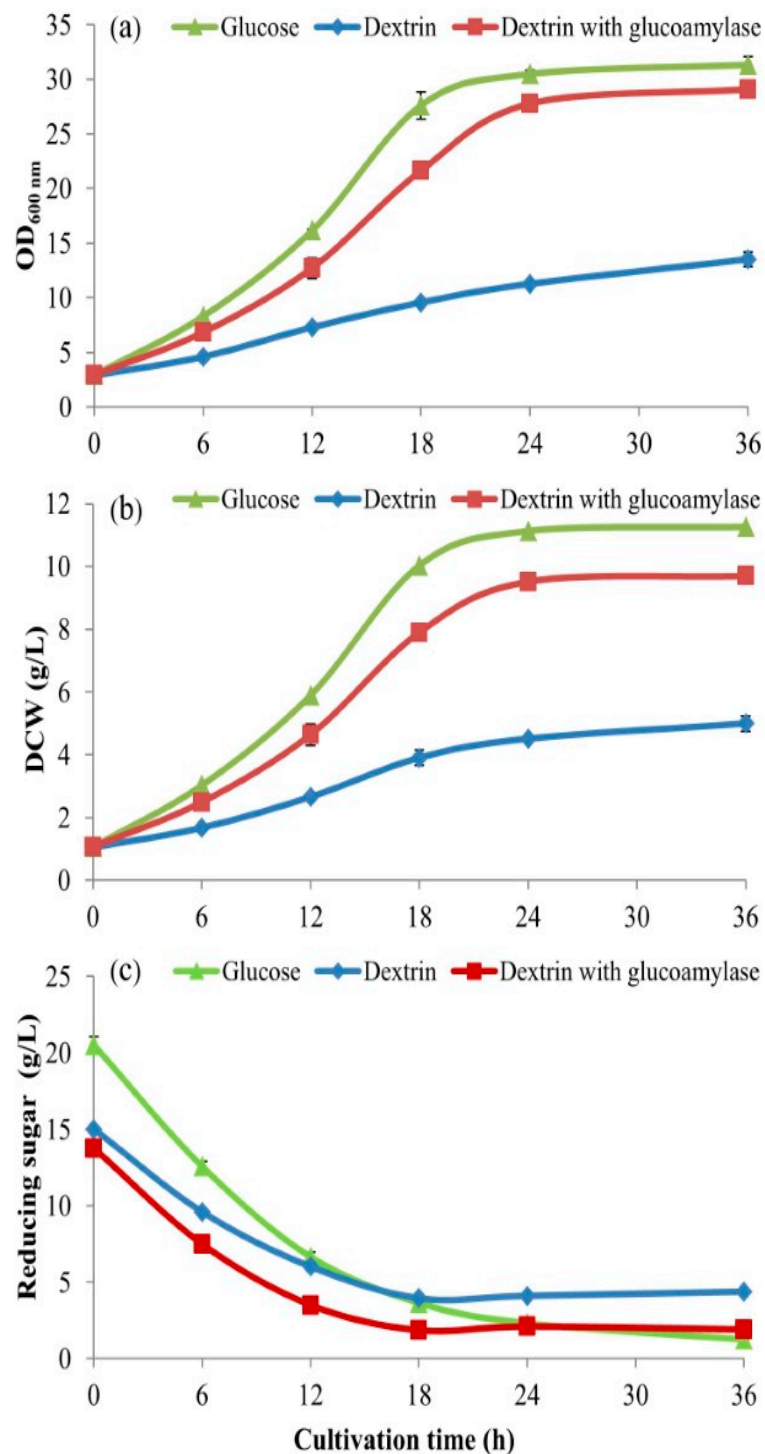 (a) Glucose Dextrin Dextrin with glucoamylase
35
30
25
20
15
10
5
0
OD600 nm
0 6 12 18 24 30 36
(b) Glucose Dextrin Dextrin with glucoamylase
12
10
8
6
4
2
0
DCW (g/L)
0 6 12 18 24 30 36
(c) Glucose Dextrin Dextrin with glucoamylase
25
20
15
10
5
0
Reducing sugar (g/L)
0 6 12 18 24 30 36
Cultivation time (h)